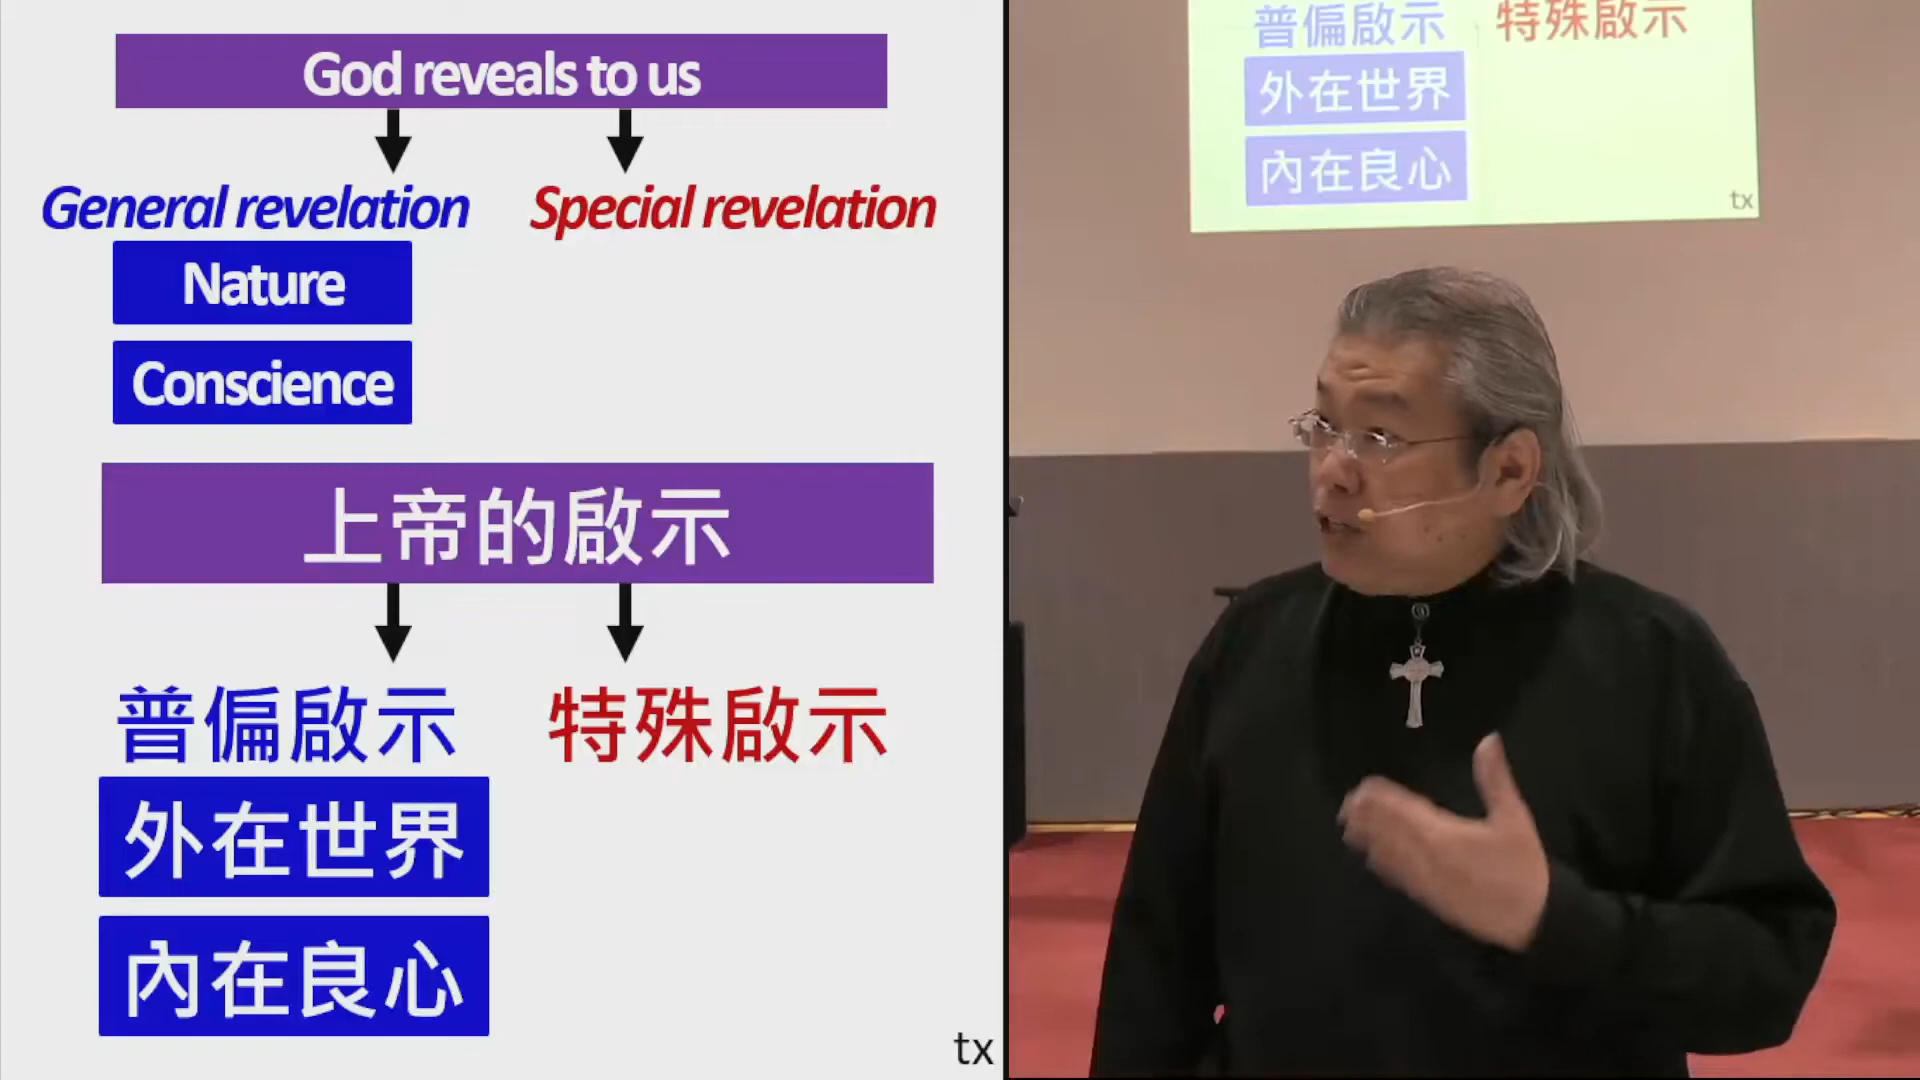 God reveals to us
General revelation
Special revelation
Nature
Conscience
上帝的啟示
普偏啟示
特殊啟示
外在世界
內在良心
tx
普偏啟示
特殊啟示
外在世界
內在良心
tx